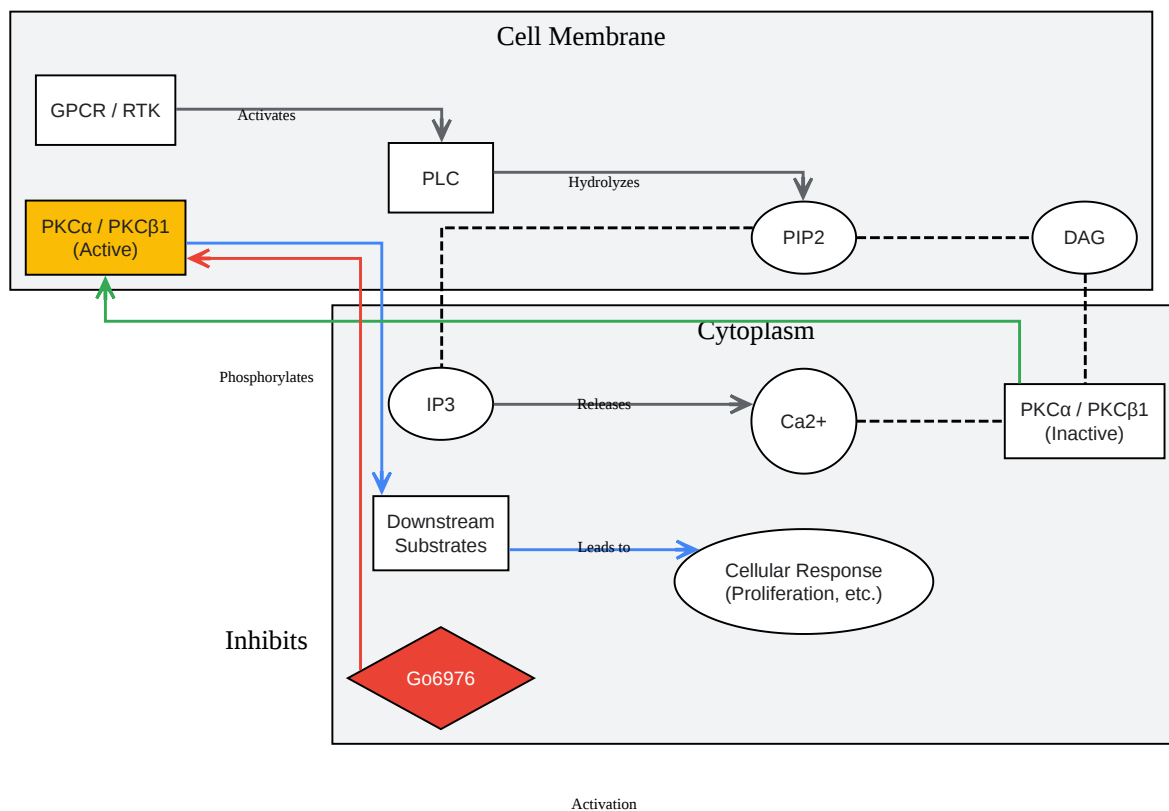 Cell Membrane
GPCR / RTK
Activates
PLC
Hydrolyzes
PKCα / PKCβ1
(Active)
PIP2
DAG
Cytoplasm
Phosphorylates
IP3
Releases
Ca2+
PKCα / PKCβ1
(Inactive)
Downstream
Substrates
Leads to
Cellular Response
(Proliferation, etc.)
Inhibits
Go6976
Activation